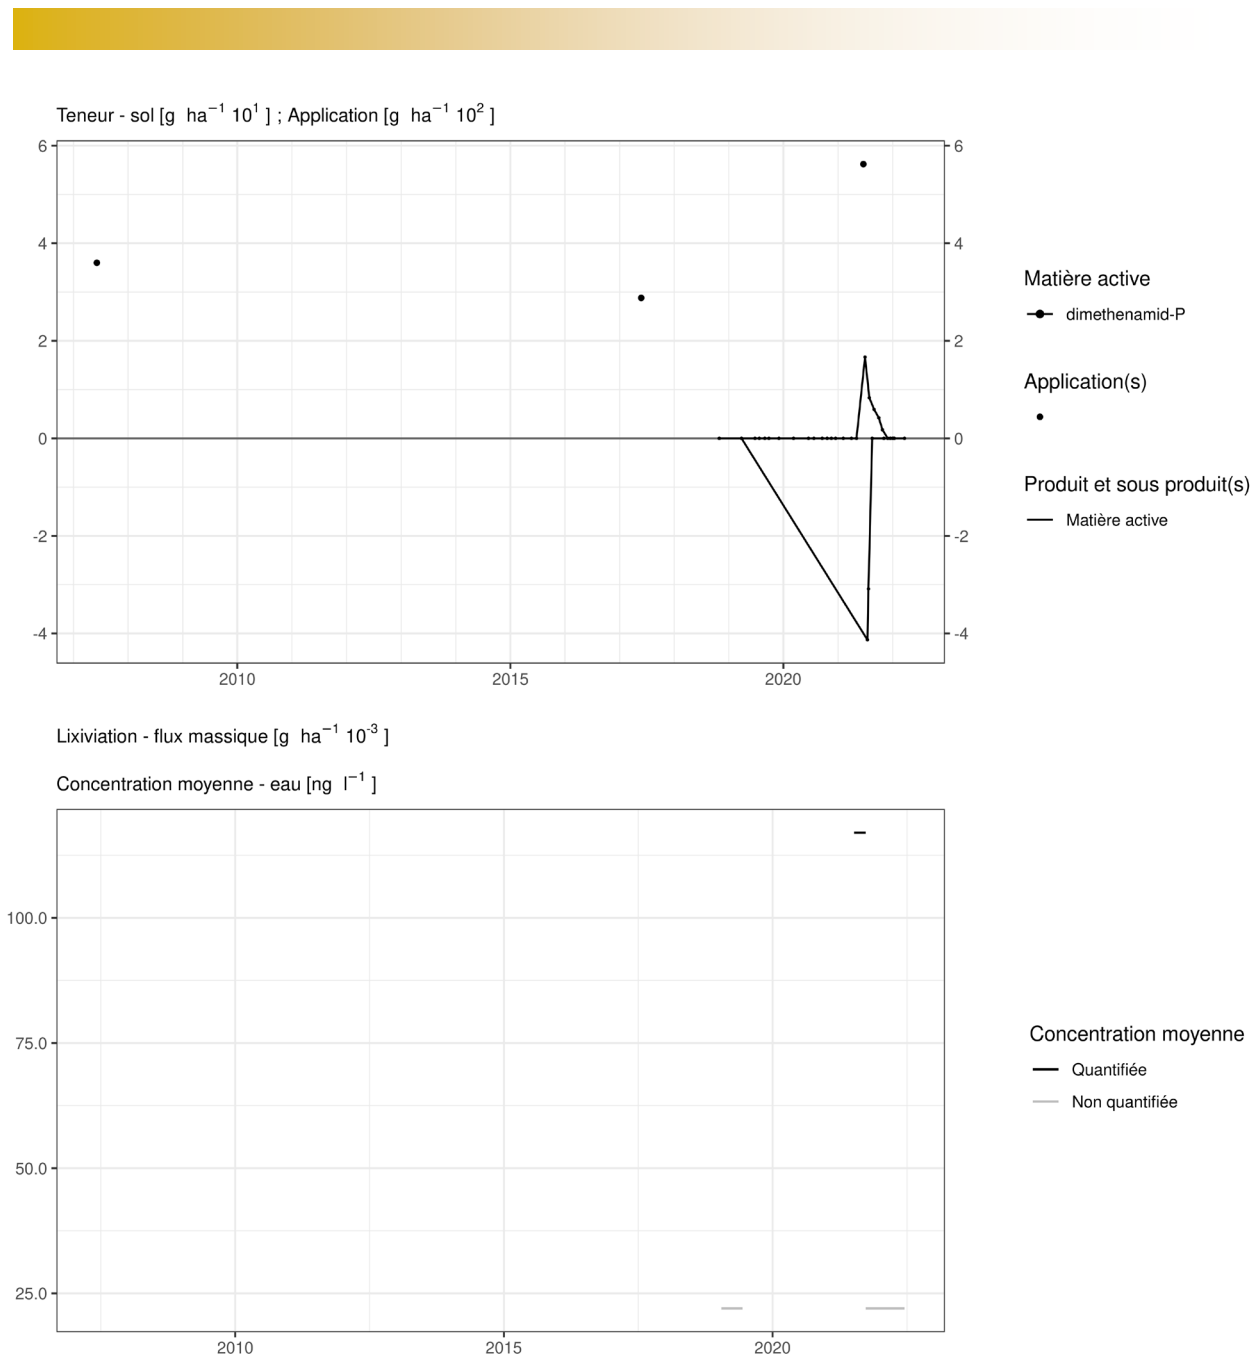 Teneur - sol [g ha⁻¹ 10¹ ] ; Application [g ha⁻¹ 10² ]
6 6
4 4
2 2
0 0
-2 -2
-4 -4
2010 2015 2020
Matière active
dimethenamid-P
Application(s)
Produit et sous produit(s)
Matière active
Lixiviation - flux massique [g ha⁻¹ 10⁻³ ]
Concentration moyenne - eau [ng l⁻¹ ]
100.0
75.0
50.0
25.0
2010 2015 2020
Concentration moyenne
Quantifiée
Non quantifiée